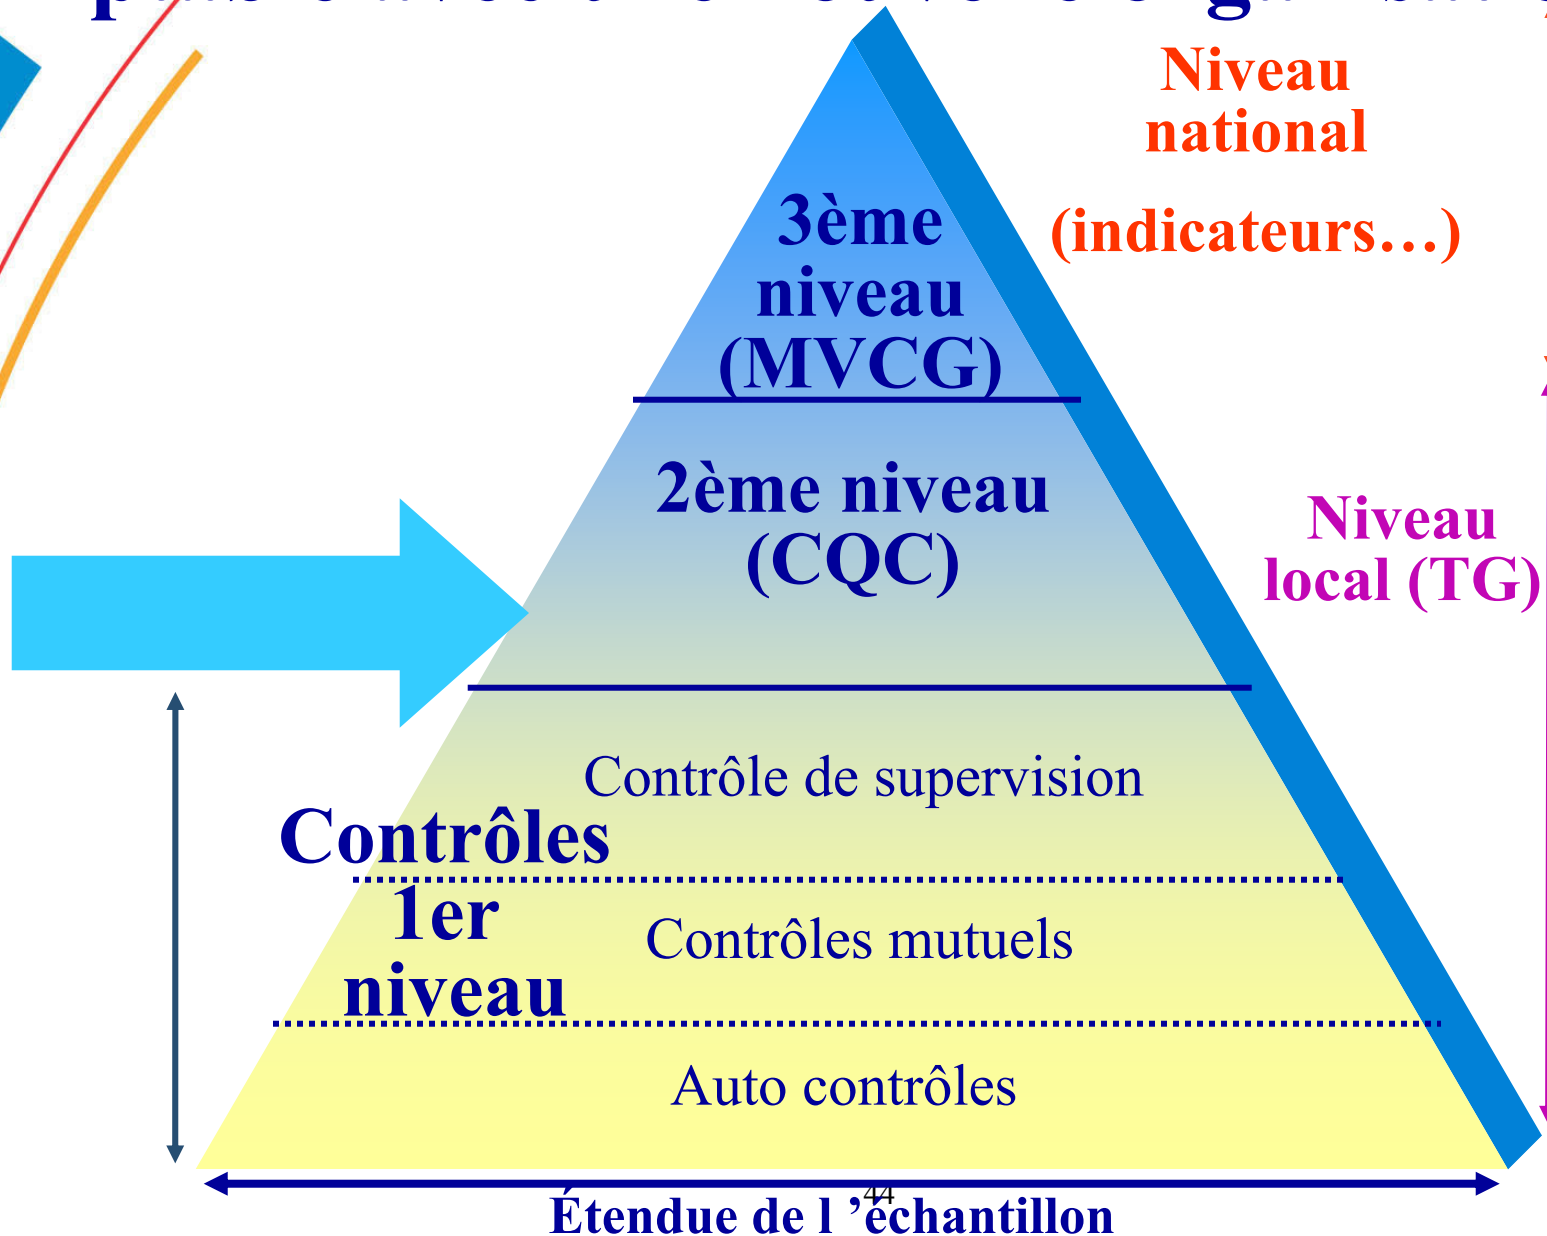 Niveau
national
(indicateurs…)
3ème
niveau
(MVCG)
2ème niveau
(CQC)
Niveau
local (TG)
Contrôle de supervision
Contrôles
1er
niveau
Contrôles mutuels
Auto contrôles
44
Étendue de l ’échantillon